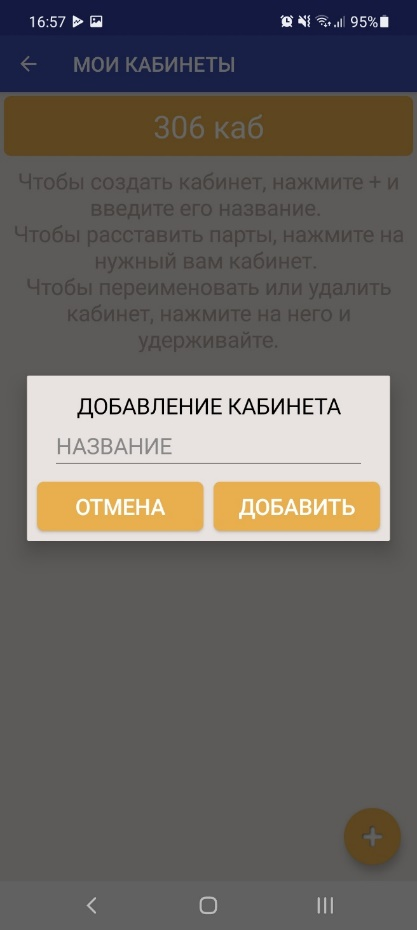 16:57
95%
МОИ КАБИНЕТЫ
306 каб
Чтобы создать кабинет, нажмите + и
введите его название.
Чтобы расставить парты, нажмите на
нужный вам кабинет.
Чтобы переименовать или удалить
кабинет, нажмите на него и
удерживайте.
ДОБАВЛЕНИЕ КАБИНЕТА
НАЗВАНИЕ
ОТМЕНА ДОБАВИТЬ
+